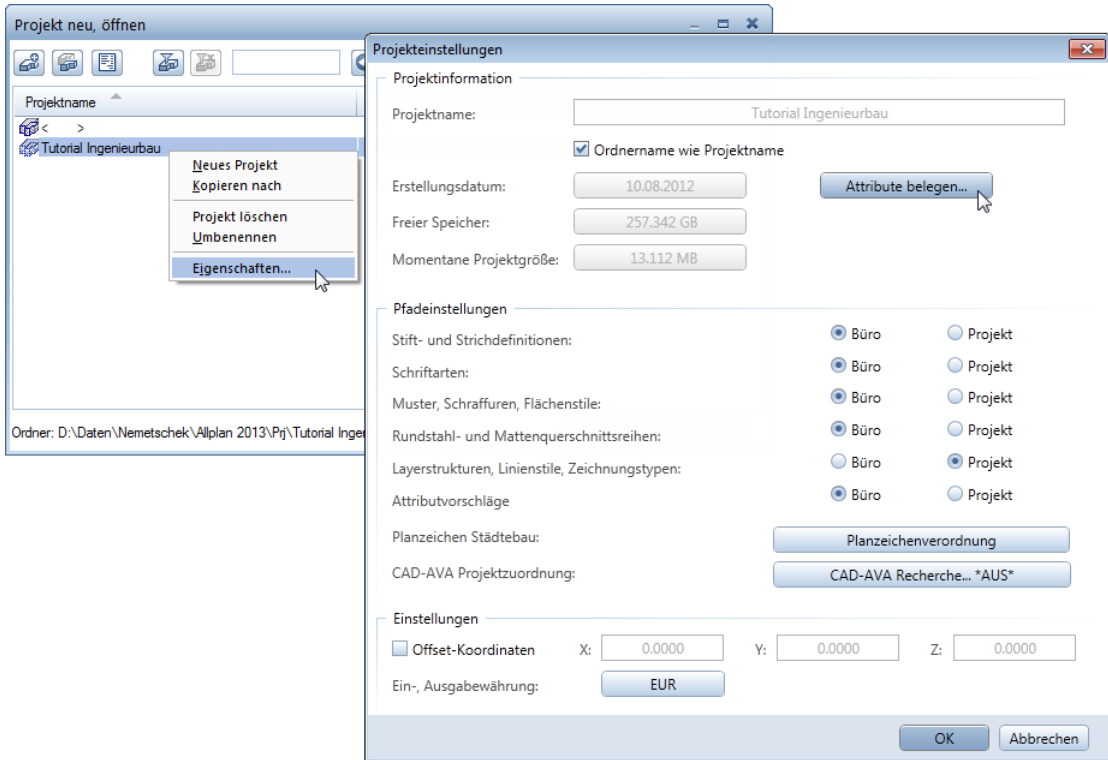 Projekt neu, öffnen
Projektname
< >
Tutorial Ingenieurbau
Neues Projekt
Kopieren nach
Projekt löschen
Umbenennen
Eigenschaften...
Ordner: D:\Daten\Nemetschek\Allplan 2013\Prj\Tutorial Inge
Projekteinstellungen
Projektinformation
Projektname: Tutorial Ingenieurbau
Ordnername wie Projektname
Erstellungsdatum: 10.08.2012 Attribute belegen...
Freier Speicher: 257.342 GB
Momentane Projektgröße: 13.112 MB
Pfadeinstellungen
Stift- und Strichdefinitionen: Büro Projekt
Schriftarten: Büro Projekt
Muster, Schraffuren, Flächenstile: Büro Projekt
Rundstahl- und Mattenquerschnittsreihen: Büro Projekt
Layerstrukturen, Linienstile, Zeichnungstypen: Büro Projekt
Attributvorschläge Büro Projekt
Planzeichen Städtebau: Planzeichenverordnung
CAD-AVA Projektzuordnung: CAD-AVA Recherche... *AUS*
Einstellungen
Offset-Koordinaten X: 0.0000 Y: 0.0000 Z: 0.0000
Ein-, Ausgabewährung: EUR
OK Abbrechen